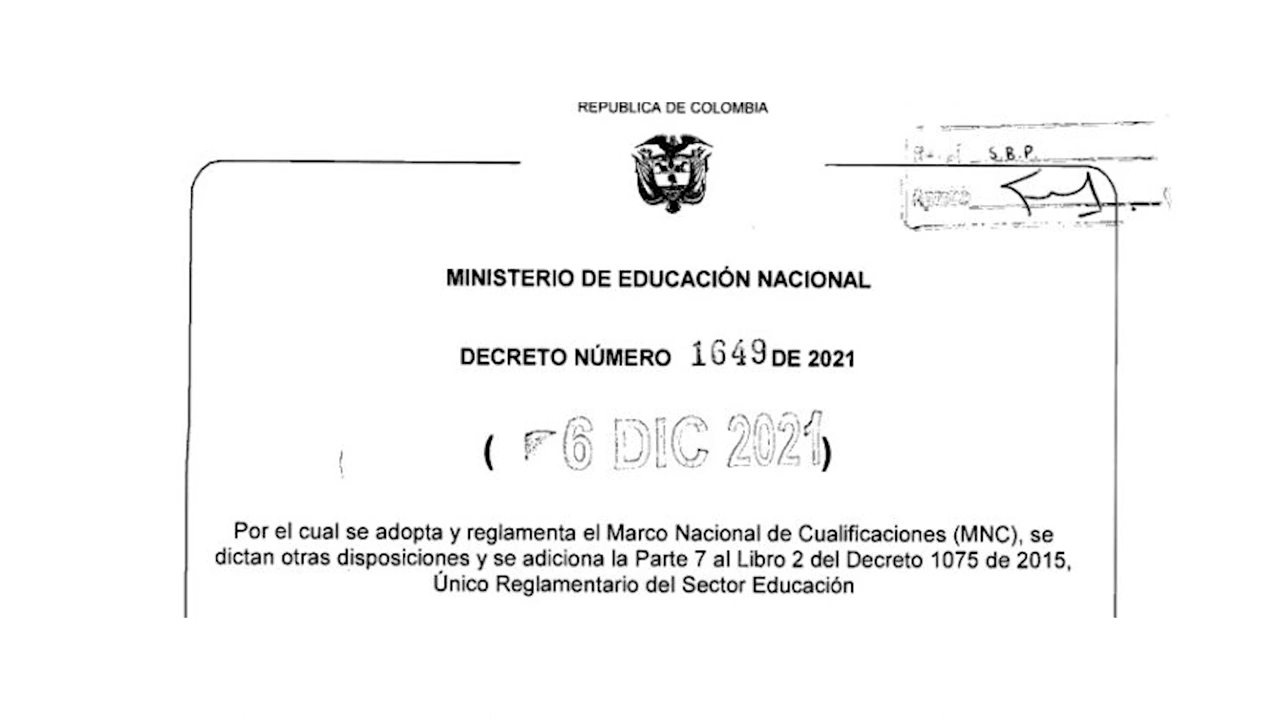 REPUBLICA DE COLOMBIA
S.B.P.
Aprobó
MINISTERIO DE EDUCACIÓN NACIONAL
DECRETO NÚMERO 1649 DE 2021
( 6 DIC 2021)
Por el cual se adopta y reglamenta el Marco Nacional de Cualificaciones (MNC), se
dictan otras disposiciones y se adiciona la Parte 7 al Libro 2 del Decreto 1075 de 2015,
Único Reglamentario del Sector Educación